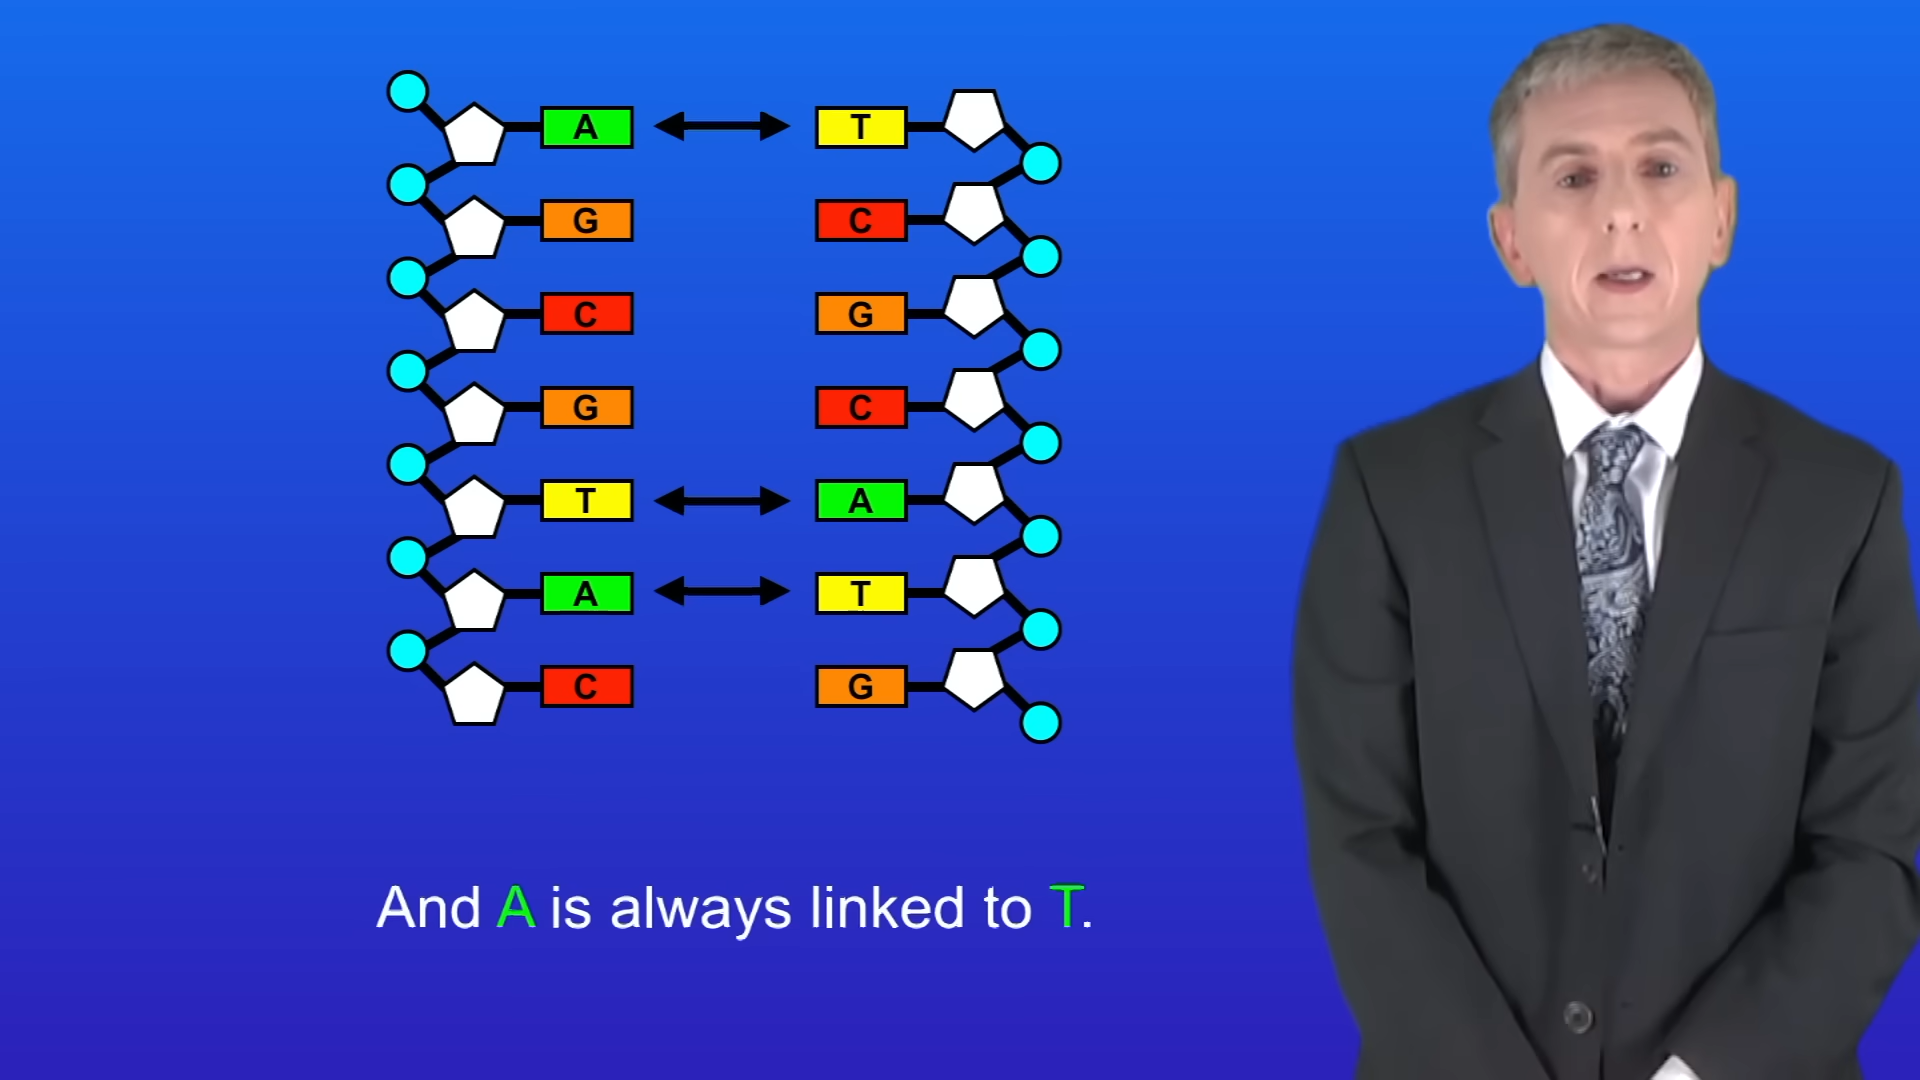 A T
G C
C G
G C
T A
A T
C G
And A is always linked to T.